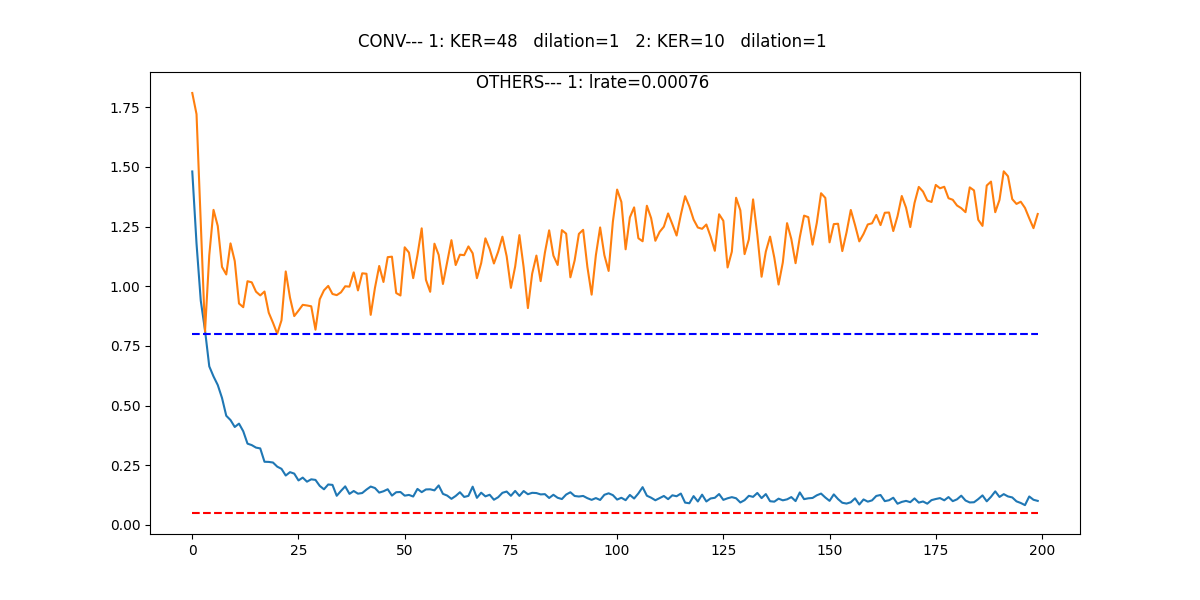 CONV--- 1: KER=48   dilation=1   2: KER=10   dilation=1
OTHERS--- 1: lrate=0.00076
1.75
1.50
1.25
1.00
0.75
0.50
0.25
0.00
0 25 50 75 100 125 150 175 200